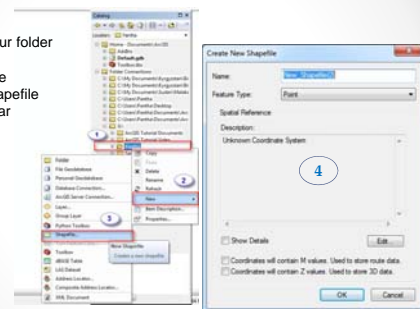 ur folder
e
apefile
ar
Catalog
Location: Partha
Home - Documents\ArcGIS
AddIns
Default.gdb
Toolbox.tbx
Folder Connections
C:\Users\Partha\Desktop
ArcGIS Tutorial Documents
1
Copy
Paste
Delete
Rename
Refresh
2
New
Item Description...
Properties...
Folder
File Geodatabase
Personal Geodatabase
Database Connection...
ArcGIS Server Connection...
Layer...
Group Layer
3
Python Toolbox
Shapefile...
Toolbox
dBASE Table
LAS Dataset
Address Locator...
Composite Address Locator...
XML Document
New Shapefile
Create a new shapefile
Create New Shapefile
Name:
Feature Type: Point
Spatial Reference
Description:
Unknown Coordinate System
4
Show Details
Edit...
Coordinates will contain M values. Used to store route data.
Coordinates will contain Z values. Used to store 3D data.
OK Cancel